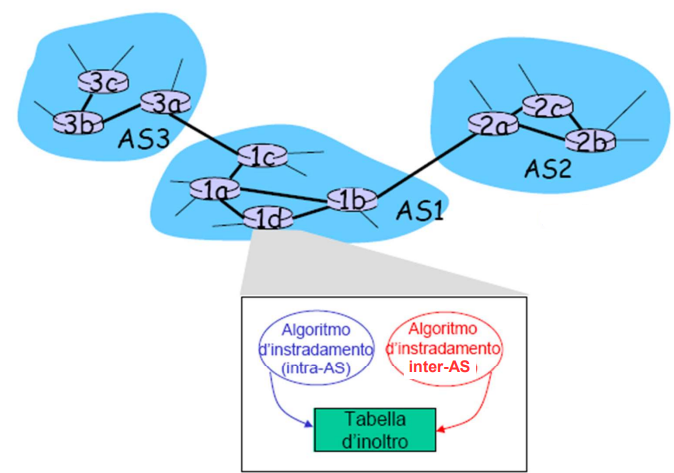 3c
3b
3a
AS3
1c
1a
1d
1b
AS1
2a
2c
2b
AS2
Algoritmo
d'instradamento
(intra-AS)
Algoritmo
d'instradamento
inter-AS
Tabella
d'inoltro